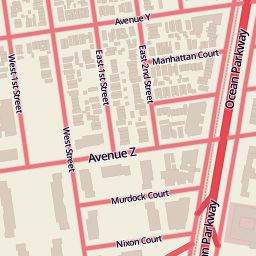 Avenue Y
Manhattan Court
West 1st Street
East 1st Street
East 2nd Street
Ocean Parkway
West Street
Avenue Z
Murdock Court
Nixon Court
on Parkway